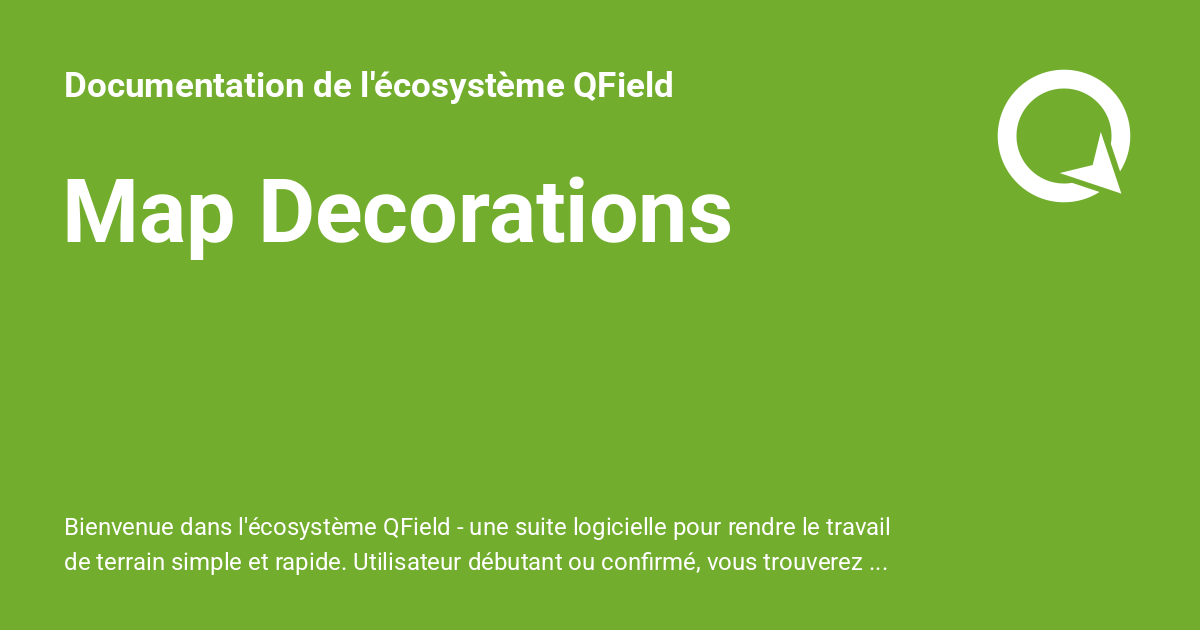 Documentation de l'écosystème QField
Map Decorations
Bienvenue dans l'écosystème QField - une suite logicielle pour rendre le travail
de terrain simple et rapide. Utilisateur débutant ou confirmé, vous trouverez ...